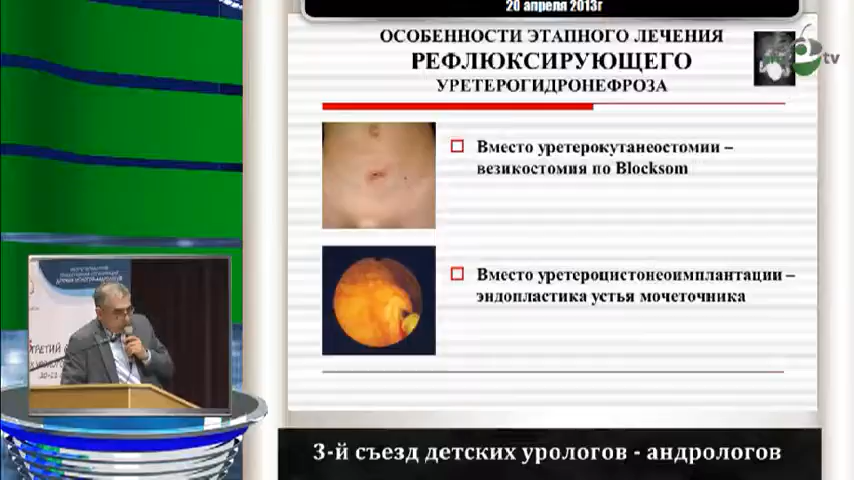 20 апреля 2013г
ОСОБЕННОСТИ ЭТАПНОГО ЛЕЧЕНИЯ
РЕФЛЮКСИРУЮЩЕГО
УРЕТЕРОГИДРОНЕФРОЗА
tv
Вместо уретерокутанеостомии –
везикостомия по Blocksom
Вместо уретероцистонеоимплантации –
эндопластика устья мочеточника
3-й съезд детских урологов - андрологов